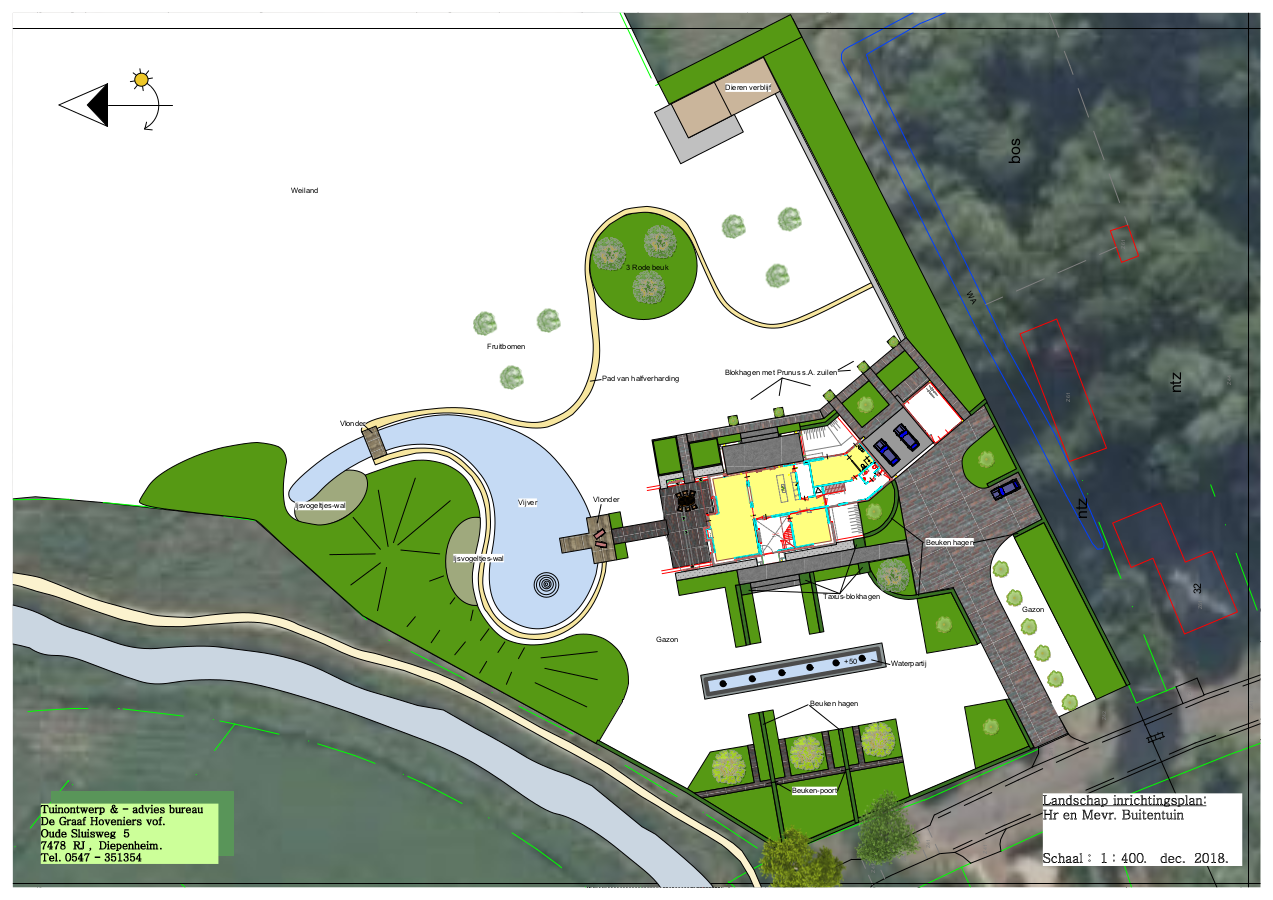 Dieren verblijf
bos
Weiland
3 Rode beuk
WA
ntz
Fruitbomen
Blokhagen met Prunus s.A. zuilen
Pad van halfverharding
Vlonder
Vijver
Vlonder
Ijsvogeltjes-wal
ntz
Ijsvogeltjes-wal
Beuken hagen
32
Taxus-blokhagen
Gazon
Gazon
+50
Waterpartij
Beuken hagen
Beuken-poort
Tuinontwerp & - advies bureau
De Graaf Hoveniers vof.
Oude Sluisweg 5
7478 RJ , Diepenheim.
Tel. 0547 - 351354
Landschap inrichtingsplan:
Hr en Mevr. Buitentuin
Schaal : 1 : 400. dec. 2018.